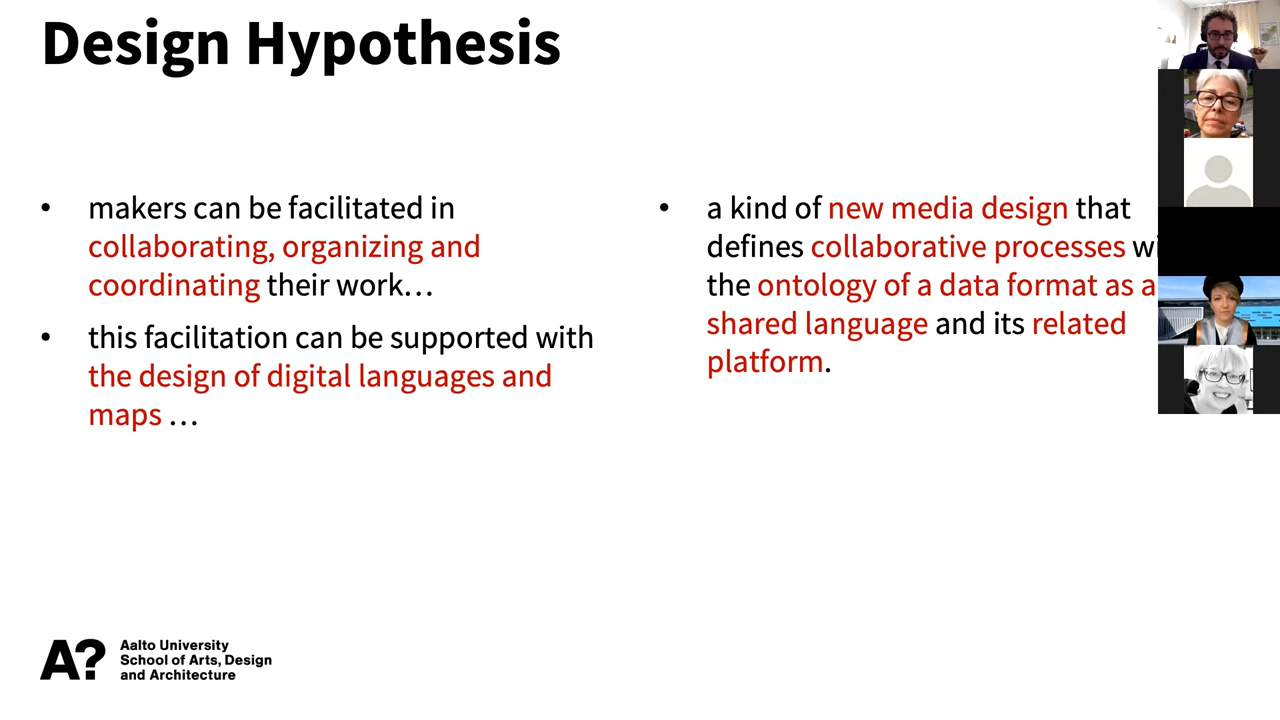 Design Hypothesis
• makers can be facilitated in
collaborating, organizing and
coordinating their work…
• this facilitation can be supported with
the design of digital languages and
maps …
• a kind of new media design that
defines collaborative processes
the ontology of a data format as a
shared language and its related
platform.
A?
Aalto University
School of Arts, Design
and Architecture